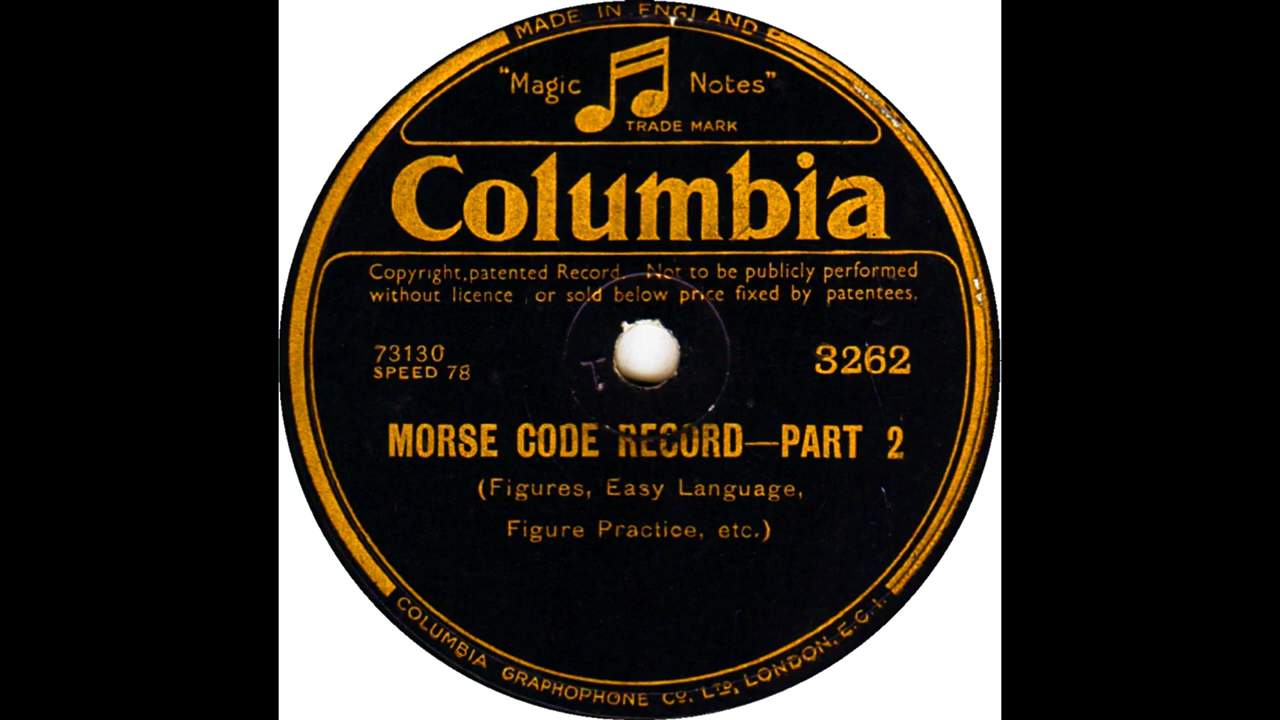 MADE IN ENGLAND
"Magic Notes"
TRADE MARK
Columbia
Copyright, patented Record. Not to be publicly performed
without licence, or sold below price fixed by patentees.
73130
SPEED 78
3262
MORSE CODE RECORD—PART 2
(Figures, Easy Language,
Figure Practice, etc.)
COLUMBIA GRAPHOPHONE CO. LTD, LONDON, E.C.1.